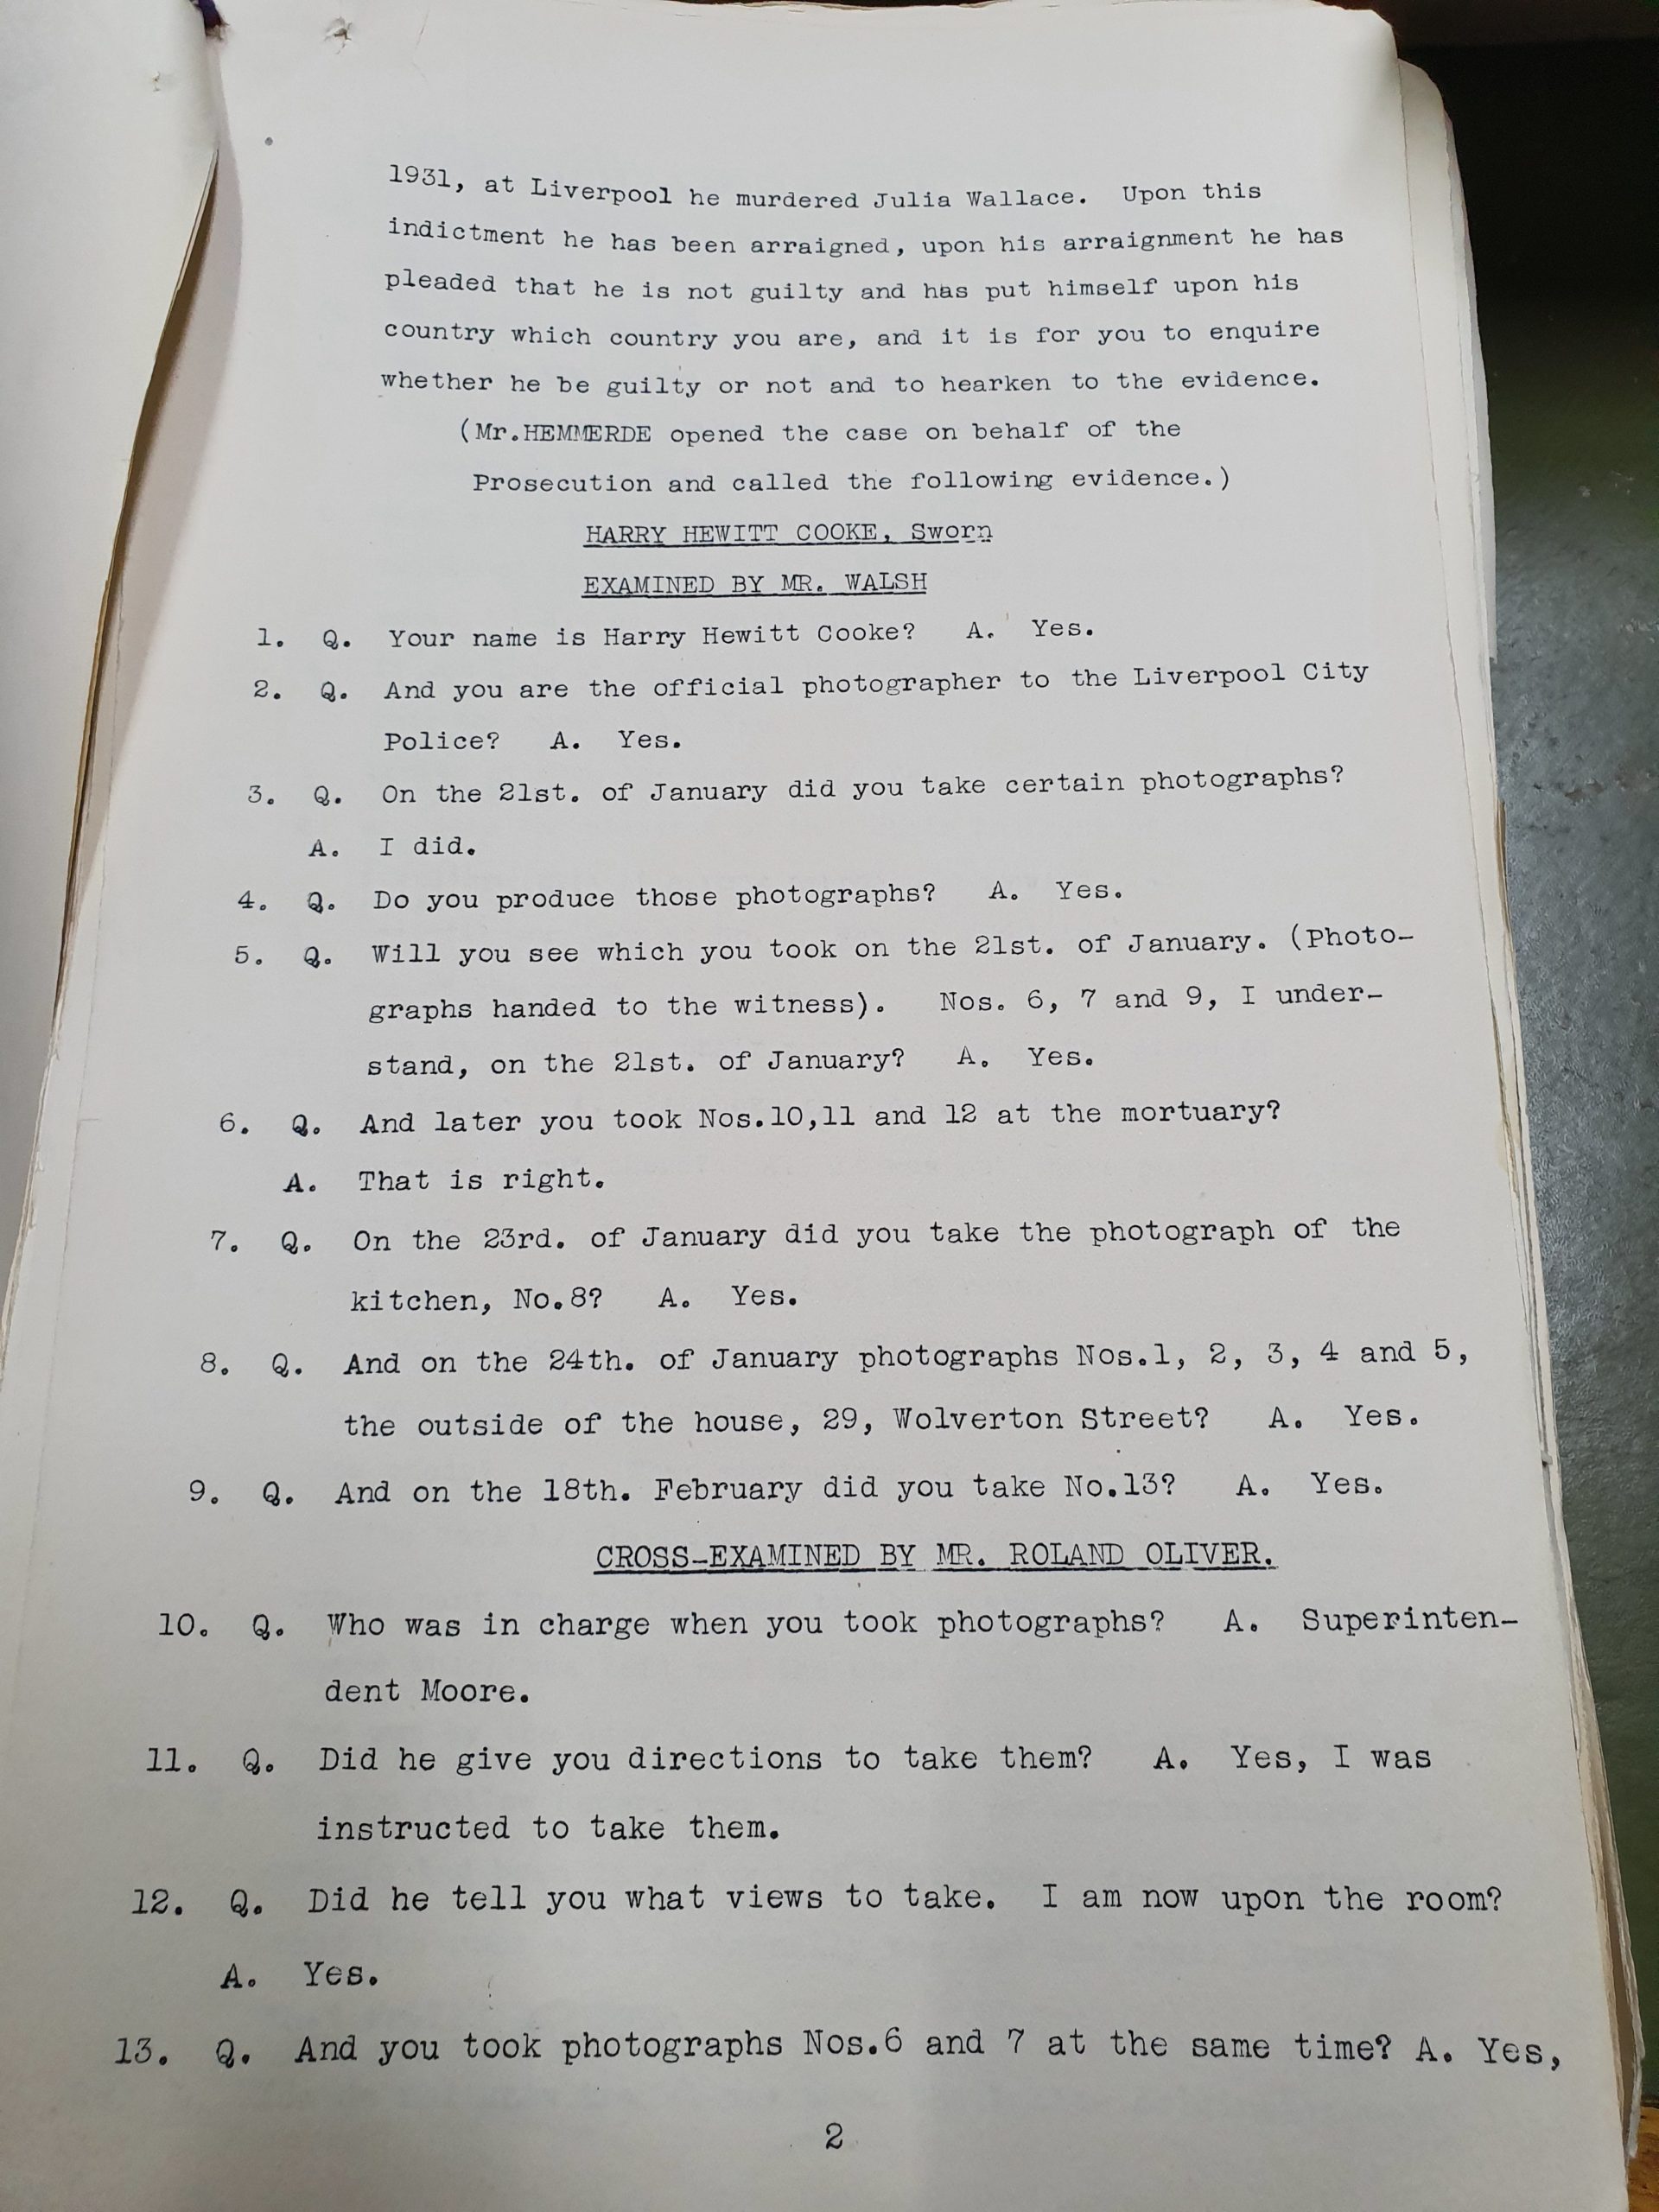 1931, at Liverpool he murdered Julia Wallace. Upon this
indictment he has been arraigned, upon his arraignment he has
pleaded that he is not guilty and has put himself upon his
country which country you are, and it is for you to enquire
whether he be guilty or not and to hearken to the evidence.
(Mr.HEMMERDE opened the case on behalf of the
Prosecution and called the following evidence.)
HARRY HEWITT COOKE, Sworn
EXAMINED BY MR. WALSH
1. Q. Your name is Harry Hewitt Cooke? A. Yes.
2. Q. And you are the official photographer to the Liverpool City
Police? A. Yes.
3. Q. On the 21st. of January did you take certain photographs?
A. I did.
4. Q. Do you produce those photographs? A. Yes.
5. Q. Will you see which you took on the 21st. of January. (Photo-
graphs handed to the witness). Nos. 6, 7 and 9, I under-
stand, on the 21st. of January? A. Yes.
6. Q. And later you took Nos.10,11 and 12 at the mortuary?
A. That is right.
7. Q. On the 23rd. of January did you take the photograph of the
kitchen, No.8? A. Yes.
8. Q. And on the 24th. of January photographs Nos.1, 2, 3, 4 and 5,
the outside of the house, 29, Wolverton Street? A. Yes.
9. Q. And on the 18th. February did you take No.13? A. Yes.
CROSS-EXAMINED BY MR. ROLAND OLIVER.
10. Q. Who was in charge when you took photographs? A. Superinten-
dent Moore.
11. Q. Did he give you directions to take them? A. Yes, I was
instructed to take them.
12. Q. Did he tell you what views to take. I am now upon the room?
A. Yes.
13. Q. And you took photographs Nos.6 and 7 at the same time? A. Yes,
2